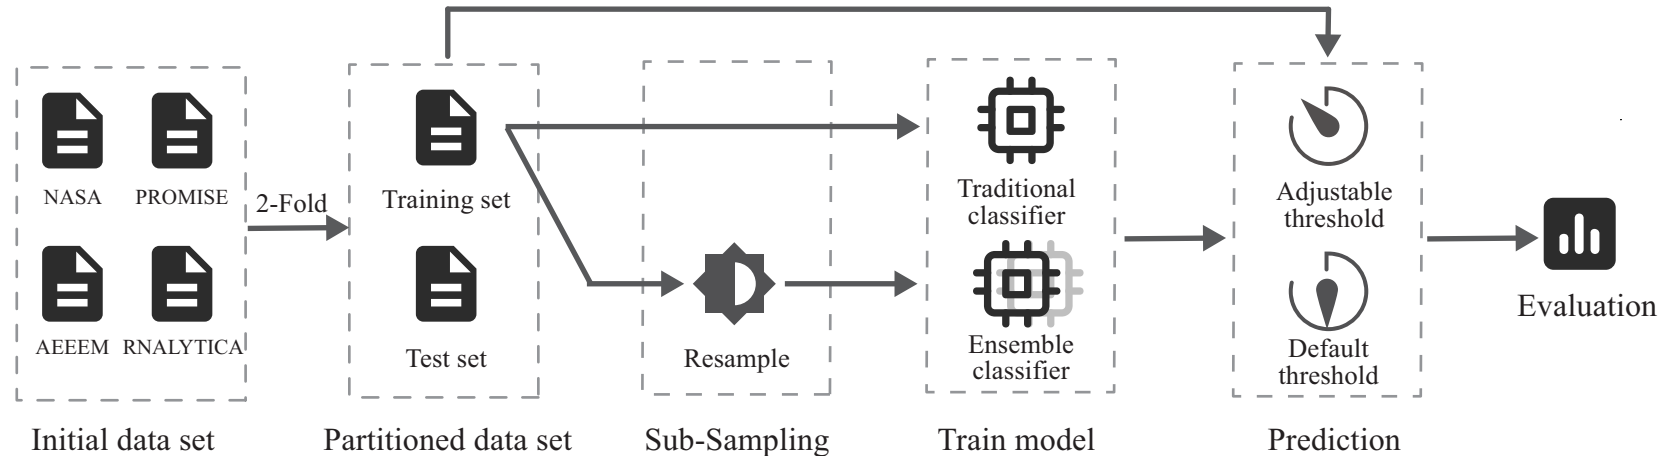 NASA
PROMISE
AEEEM
RNALYTICA
Initial data set
2-Fold
Training set
Test set
Partitioned data set
Resample
Sub-Sampling
Traditional
classifier
Ensemble
classifier
Train model
Adjustable
threshold
Default
threshold
Prediction
Evaluation